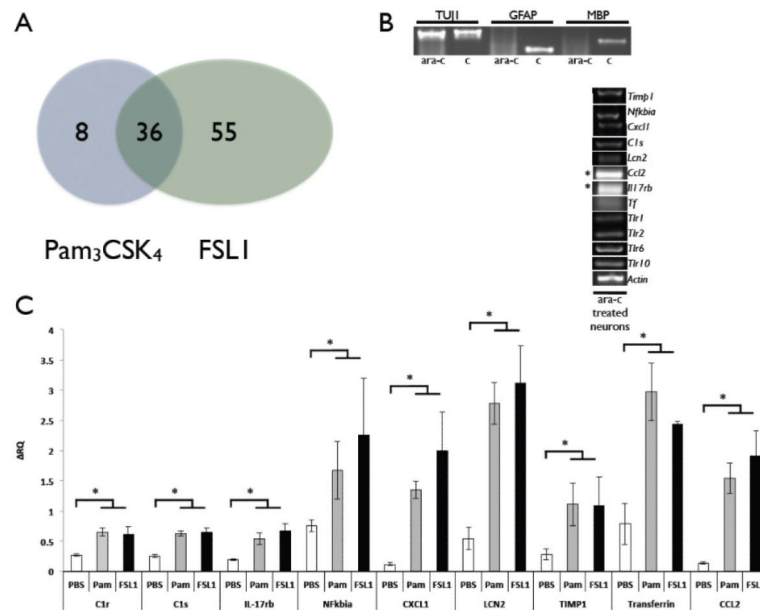 A
8 36 55
Pam3CSK4 FSL1
B
TUJ1 GFAP MBP
ara-c c ara-c c ara-c c
Timp1
Nfkbia
Cxcl1
C1s
Lcn2
* Ccl2
* Il17rb
Tf
Tlr1
Tlr2
Tlr6
Tlr10
Actin
ara-c
treated
neurons
C
4
3.5
3
2.5
2
1.5
1
0.5
0
ΔRQ
* * * * * * * * *
PBS Pam FSL1 PBS Pam FSL1 PBS Pam FSL1 PBS Pam FSL1 PBS Pam FSL1 PBS Pam FSL1 PBS Pam FSL1 PBS Pam FSL1 PBS Pam FSL1
C1r C1s IL-17rb NFkbia CXCL1 LCN2 TIMP1 Transferrin CCL2